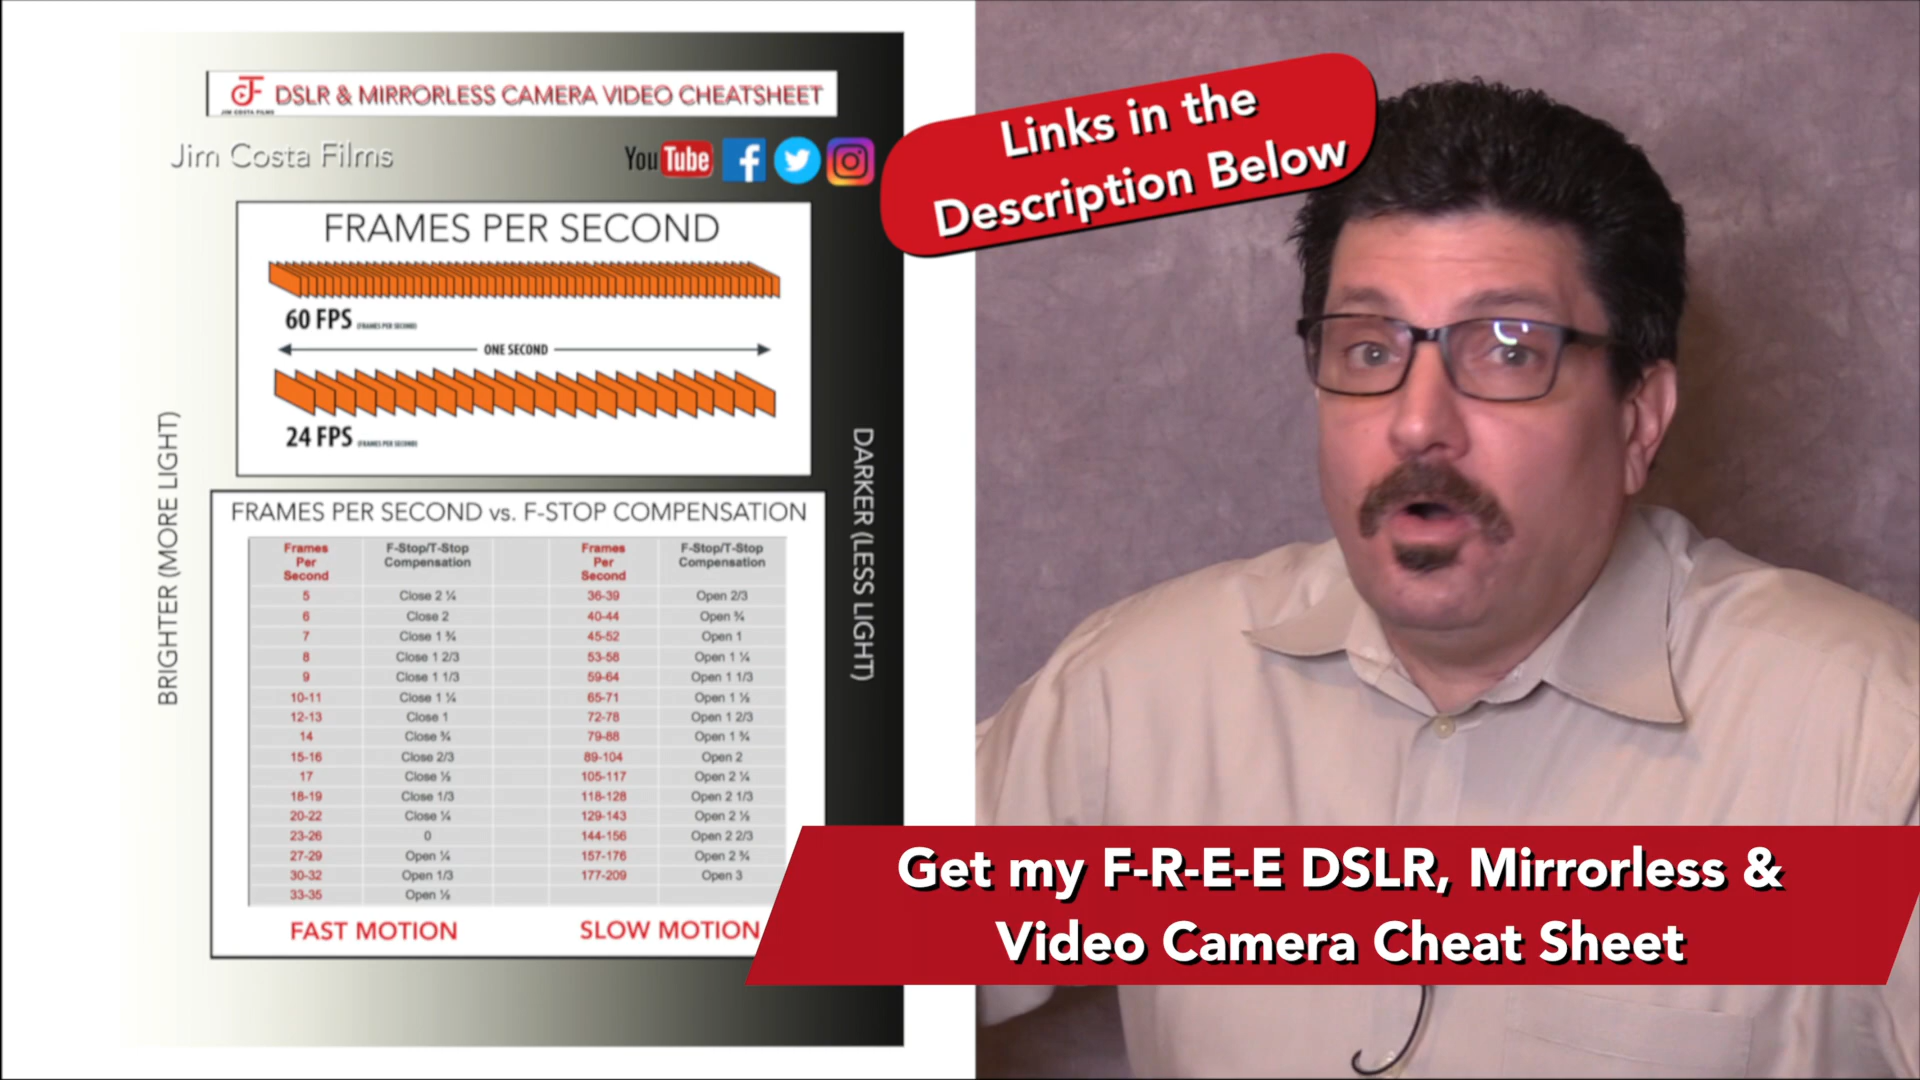 JF DSLR & MIRRORLESS CAMERA VIDEO CHEATSHEET
JIM COSTA FILMS
Jim Costa Films
YouTube
Links in the
Description Below
FRAMES PER SECOND
60 FPS (FRAMES PER SECOND)
ONE SECOND
24 FPS (FRAMES PER SECOND)
BRIGHTER (MORE LIGHT)
DARKER (LESS LIGHT)
FRAMES PER SECOND vs. F-STOP COMPENSATION
Frames Per Second F-Stop/T-Stop Compensation Frames Per Second F-Stop/T-Stop Compensation
5 Close 2 ¼ 36-39 Open 2/3
6 Close 2 40-44 Open ¾
7 Close 1 ¾ 45-52 Open 1
8 Close 1 2/3 53-58 Open 1 ¼
9 Close 1 1/3 59-64 Open 1 1/3
10-11 Close 1 ¼ 65-71 Open 1 ½
12-13 Close 1 72-78 Open 1 2/3
14 Close ¾ 79-88 Open 1 ¾
15-16 Close 2/3 89-104 Open 2
17 Close ½ 105-117 Open 2 ¼
18-19 Close 1/3 118-128 Open 2 1/3
20-22 Close ¼ 129-143 Open 2 ½
23-26 0 144-156 Open 2 2/3
27-29 Open ¼ 157-176 Open 2 ¾
30-32 Open 1/3 177-209 Open 3
33-35 Open ½
FAST MOTION SLOW MOTION
Get my F-R-E-E DSLR, Mirrorless &
Video Camera Cheat Sheet